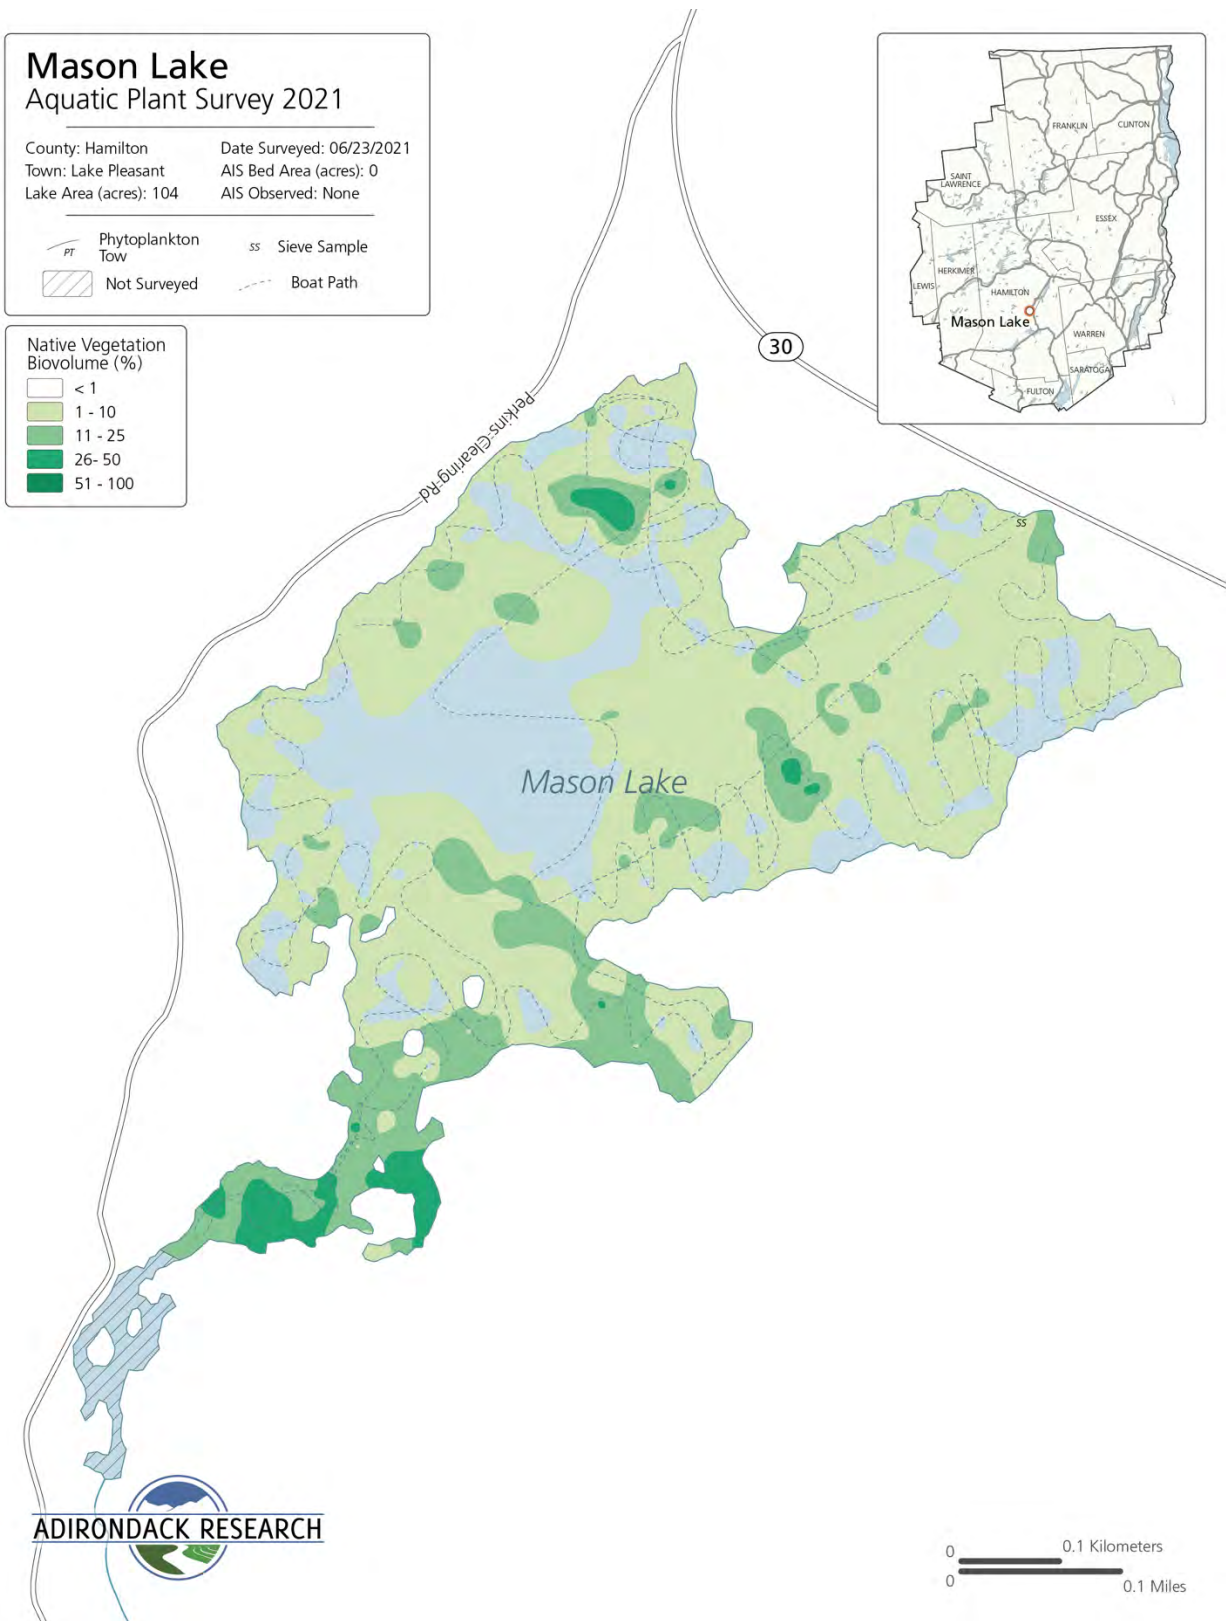 Mason Lake
Aquatic Plant Survey 2021
County: Hamilton
Date Surveyed: 06/23/2021
Town: Lake Pleasant
AIS Bed Area (acres): 0
Lake Area (acres): 104
AIS Observed: None
PT
Phytoplankton
Tow
SS
Sieve Sample
Not Surveyed
Boat Path
Native Vegetation
Biovolume (%)
< 1
1 - 10
11 - 25
26- 50
51 - 100
FRANKLIN
CLINTON
SAINT
LAWRENCE
ESSEX
HERKIMER
LEWIS
HAMILTON
Mason Lake
WARREN
SARATOGA
FULTON
30
Perkins-Clearing-Rd
SS
Mason Lake
ADIRONDACK RESEARCH
0
0.1 Kilometers
0
0.1 Miles